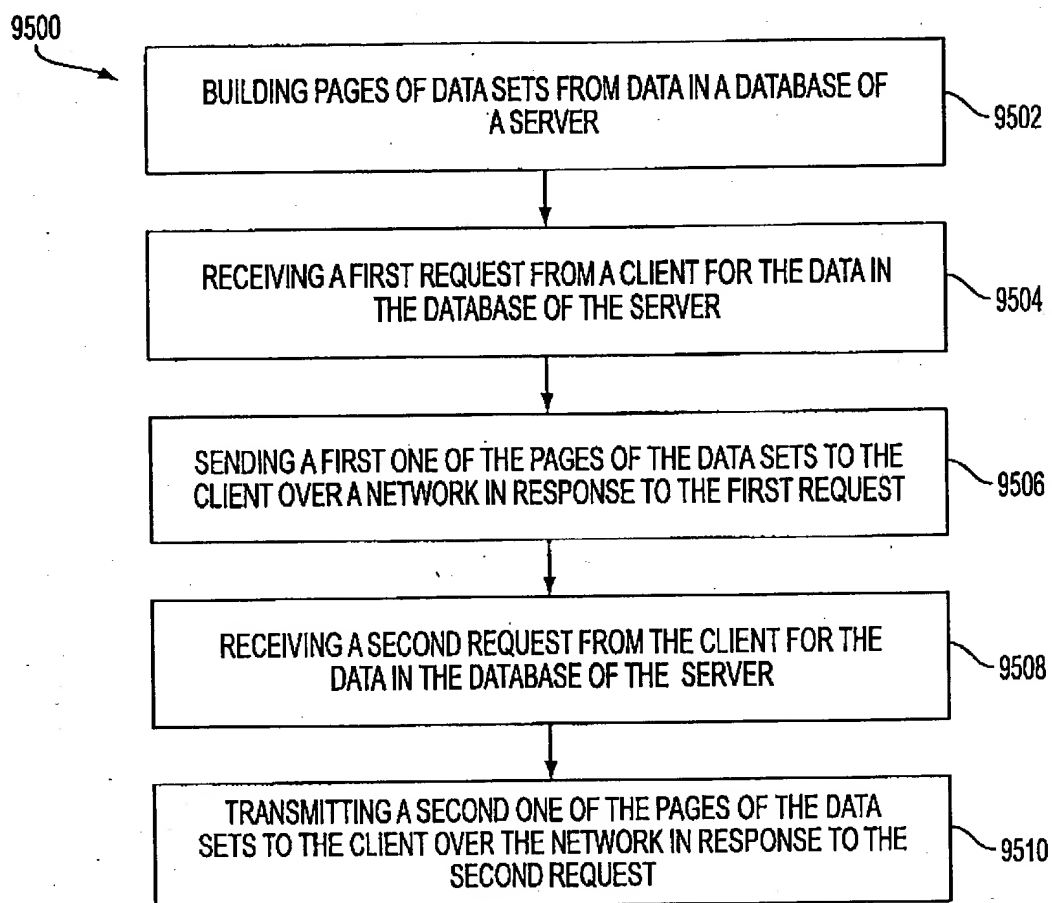 9500
BUILDING PAGES OF DATA SETS FROM DATA IN A DATABASE OF
A SERVER
9502
RECEIVING A FIRST REQUEST FROM A CLIENT FOR THE DATA IN
THE DATABASE OF THE SERVER
9504
SENDING A FIRST ONE OF THE PAGES OF THE DATA SETS TO THE
CLIENT OVER A NETWORK IN RESPONSE TO THE FIRST REQUEST
9506
RECEIVING A SECOND REQUEST FROM THE CLIENT FOR THE
DATA IN THE DATABASE OF THE SERVER
9508
TRANSMITTING A SECOND ONE OF THE PAGES OF THE DATA
SETS TO THE CLIENT OVER THE NETWORK IN RESPONSE TO THE
SECOND REQUEST
9510